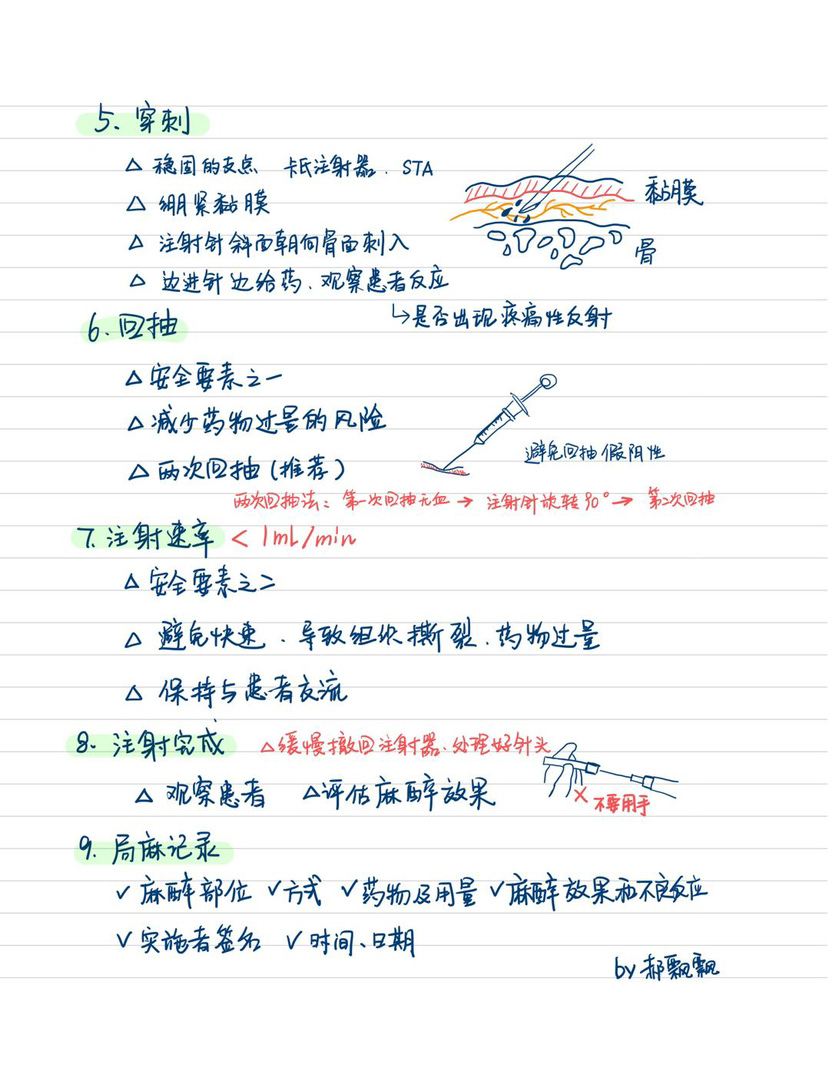 5、穿刺
△ 稳固的支点 卡氏注射器、STA
△ 绷紧黏膜
黏膜
△ 注射针斜面朝向骨面刺入
骨
△ 边进针边给药、观察患者反应
↳是否出现疼痛性反射
6、回抽
△安全要素之一
△减少药物过量的风险
△两次回抽(推荐)
避免回抽假阴性
两次回抽法：第一次回抽无血 → 注射针旋转90° → 第二次回抽
7、注射速率 < 1mL/min
△安全要素之二
△ 避免快速、导致组织撕裂、药物过量
△ 保持与患者交流
8、注射完成 △缓慢撤回注射器、处理好针头
△ 观察患者 △评估麻醉效果
× 不要用手
9、局麻记录
✓麻醉部位 ✓方式 ✓药物及用量 ✓麻醉效果和不良反应
✓实施者签名 ✓时间、日期
by郝飘飘